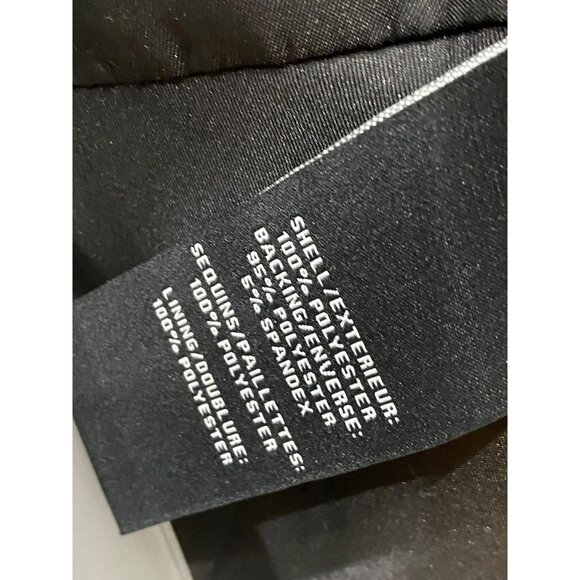 SHELL/EXTERIEUR:
100% POLYESTER
BACKING/ENVERSE:
95% POLYESTER
5% SPANDEX
SEQUINS/PAILLETTES:
100% POLYESTER
LINING/DOUBLURE:
100% POLYESTER